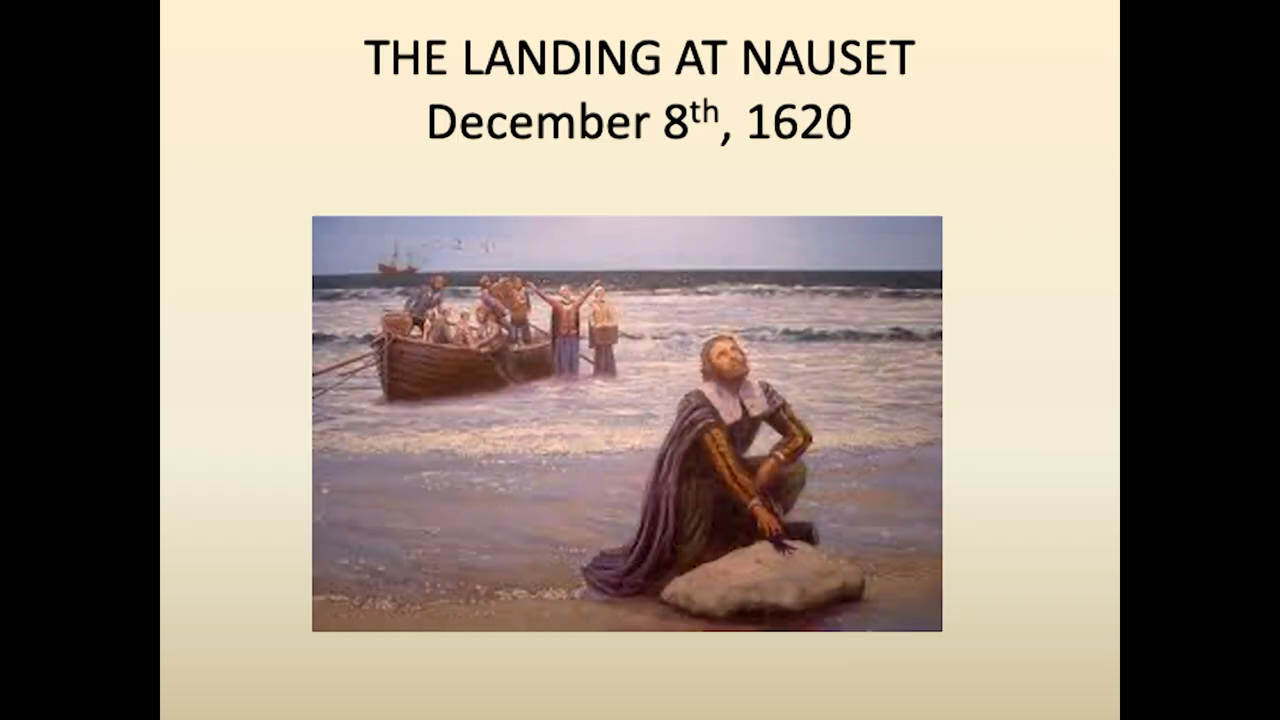 THE LANDING AT NAUSET
December 8th, 1620